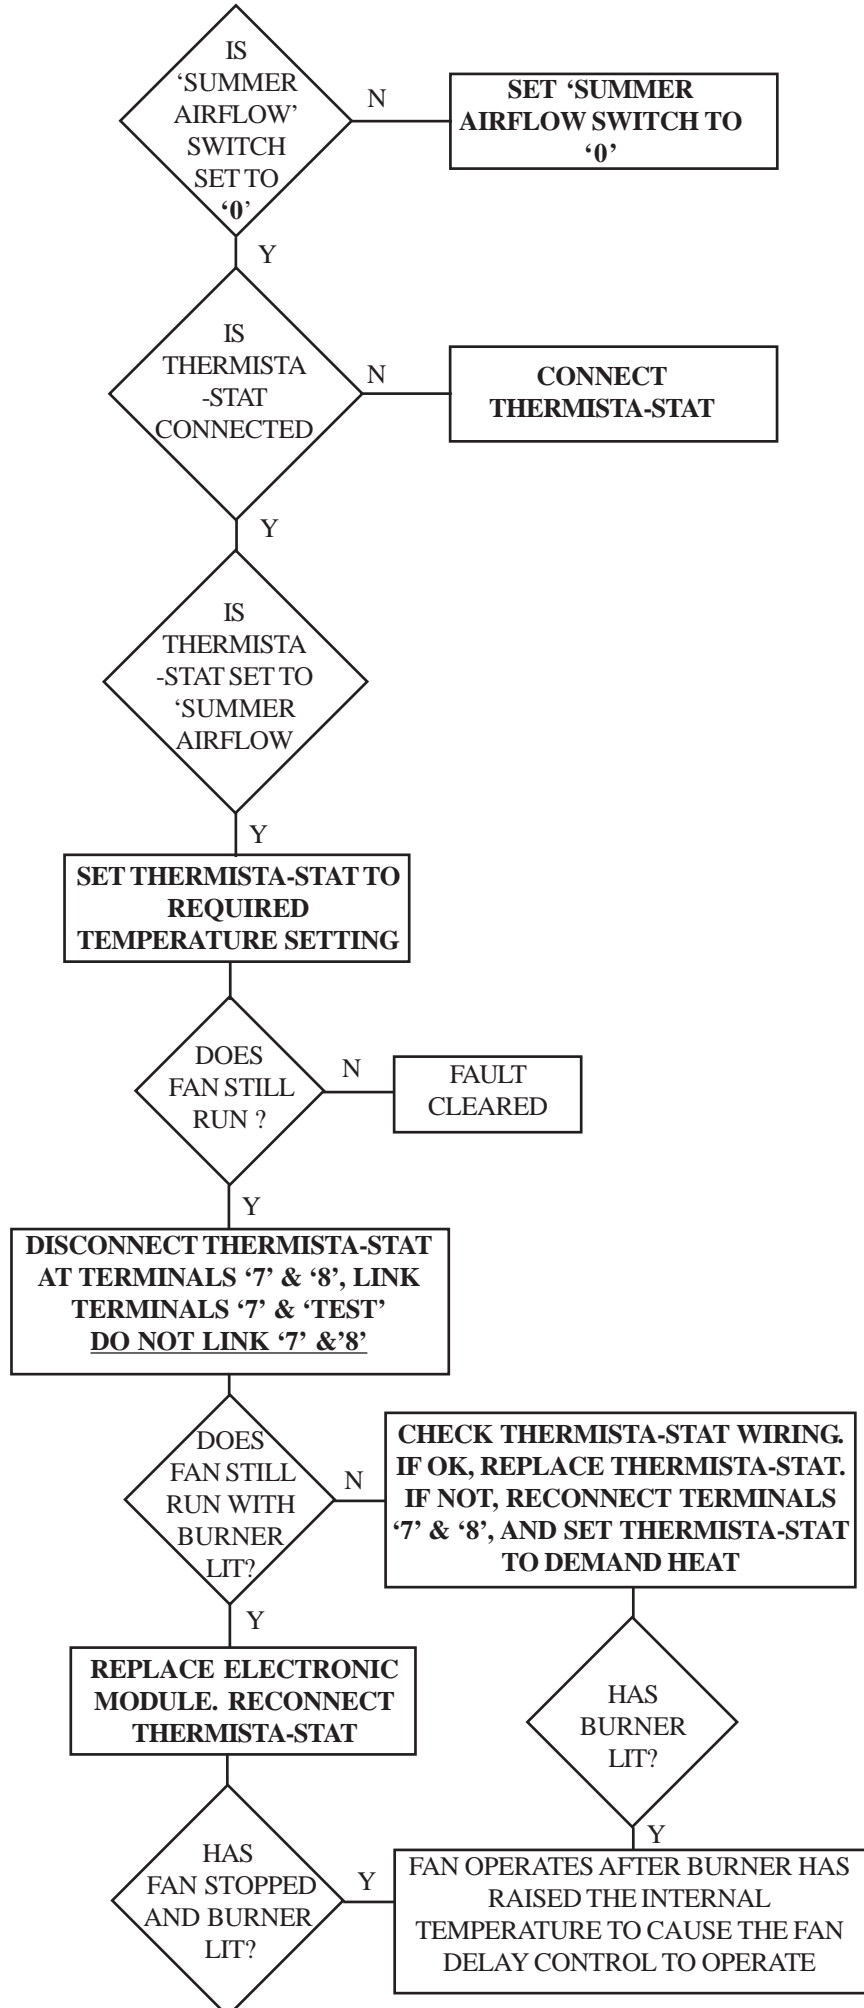 IS
‘SUMMER
AIRFLOW’
SWITCH
SET TO
‘0’
N
SET ‘SUMMER
AIRFLOW SWITCH TO
‘0’
Y
IS
THERMISTA
-STAT
CONNECTED
N
CONNECT
THERMISTA-STAT
Y
IS
THERMISTA
-STAT SET TO
‘SUMMER
AIRFLOW
Y
SET THERMISTA-STAT TO
REQUIRED
TEMPERATURE SETTING
DOES
FAN STILL
RUN ?
N
FAULT
CLEARED
Y
DISCONNECT THERMISTA-STAT
AT TERMINALS ‘7’ & ‘8’, LINK
TERMINALS ‘7’ & ‘TEST’
DO NOT LINK ‘7’ &’8’
DOES
FAN STILL
RUN WITH
BURNER
LIT?
N
CHECK THERMISTA-STAT WIRING.
IF OK, REPLACE THERMISTA-STAT.
IF NOT, RECONNECT TERMINALS
‘7’ & ‘8’, AND SET THERMISTA-STAT
TO DEMAND HEAT
Y
REPLACE ELECTRONIC
MODULE. RECONNECT
THERMISTA-STAT
HAS
BURNER
LIT?
Y
HAS
FAN STOPPED
AND BURNER
LIT?
Y
FAN OPERATES AFTER BURNER HAS
RAISED THE INTERNAL
TEMPERATURE TO CAUSE THE FAN
DELAY CONTROL TO OPERATE